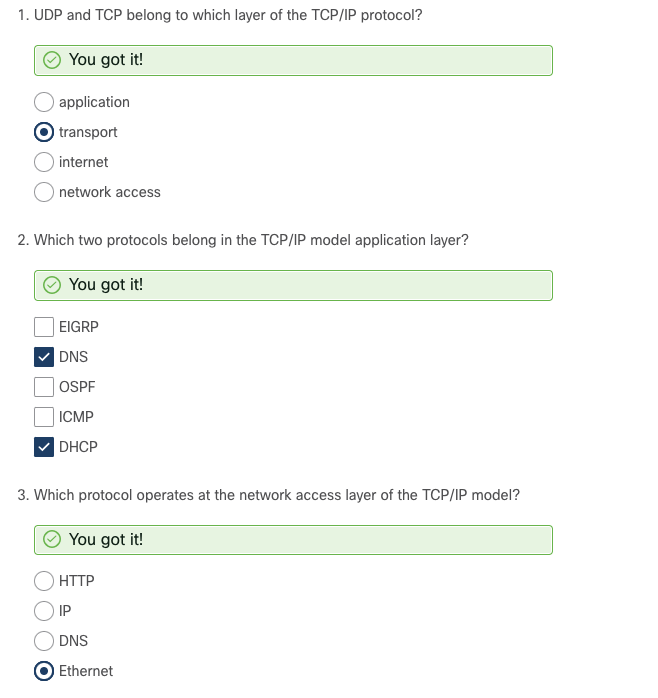 1. UDP and TCP belong to which layer of the TCP/IP protocol?
You got it!
application
transport
internet
network access
2. Which two protocols belong in the TCP/IP model application layer?
You got it!
EIGRP
DNS
OSPF
ICMP
DHCP
3. Which protocol operates at the network access layer of the TCP/IP model?
You got it!
HTTP
IP
DNS
Ethernet